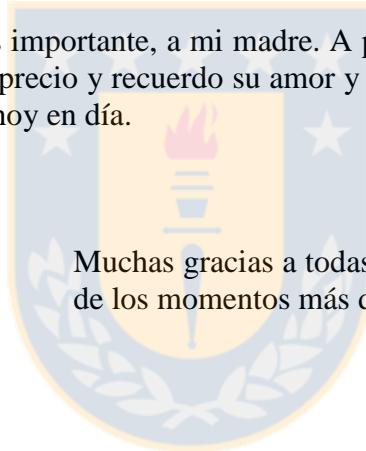 importante, a mi madre. A
precio y recuerdo su amor y
hoy en día.
Muchas gracias a todas
de los momentos más